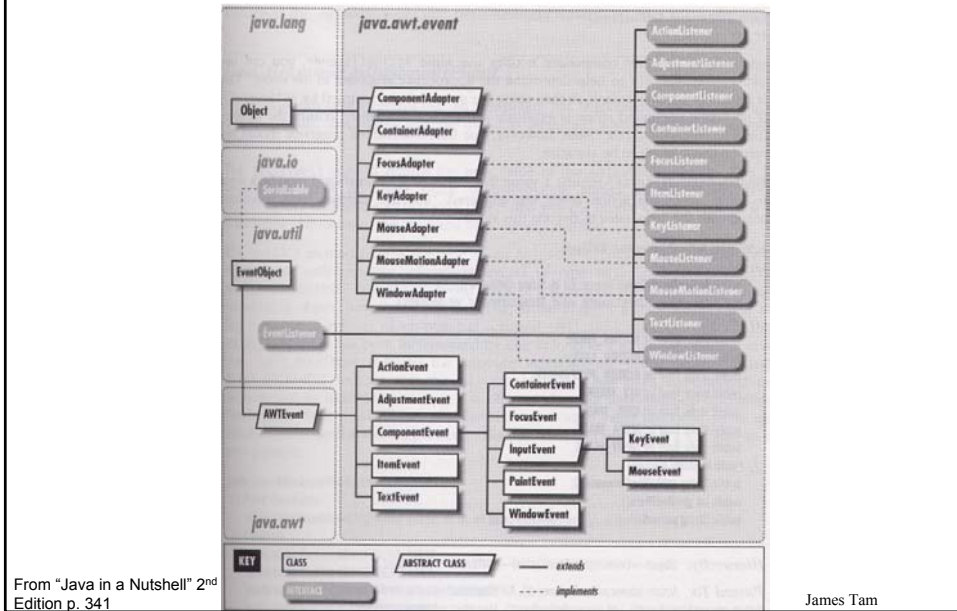 java.lang
java.awt.event
ActionListener
AdjustmentListener
ComponentAdapter
ComponentListener
Object
ContainerAdapter
ContainerListener
java.io
FocusAdapter
FocusListener
Serializable
KeyAdapter
ItemListener
java.util
MouseAdapter
KeyListener
EventObject
MouseMotionAdapter
MouseListener
WindowAdapter
MouseMotionListener
EventListener
TextListener
WindowListener
ActionEvent
ContainerEvent
AWTEvent
AdjustmentEvent
FocusEvent
ComponentEvent
InputEvent
KeyEvent
ItemEvent
PaintEvent
MouseEvent
TextEvent
WindowEvent
java.awt
KEY
CLASS
ABSTRACT CLASS
extends
INTERFACE
implements
From “Java in a Nutshell” 2nd
Edition p. 341
James Tam